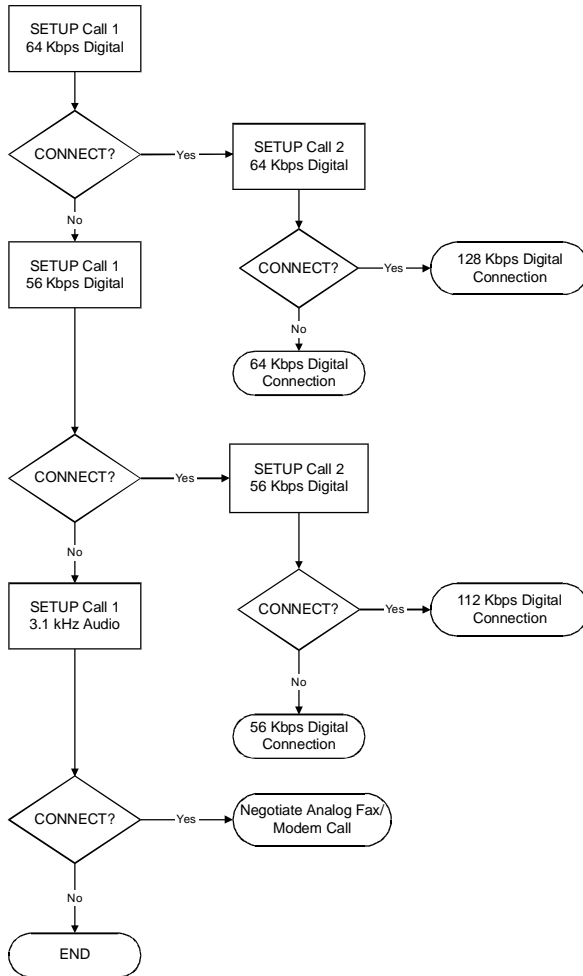 SETUP Call 1
64 Kbps Digital
CONNECT?
Yes
SETUP Call 2
64 Kbps Digital
No
SETUP Call 1
56 Kbps Digital
CONNECT?
Yes
128 Kbps Digital
Connection
No
64 Kbps Digital
Connection
CONNECT?
Yes
SETUP Call 2
56 Kbps Digital
No
SETUP Call 1
3.1 kHz Audio
CONNECT?
Yes
112 Kbps Digital
Connection
No
56 Kbps Digital
Connection
CONNECT?
Yes
Negotiate Analog Fax/
Modem Call
No
END